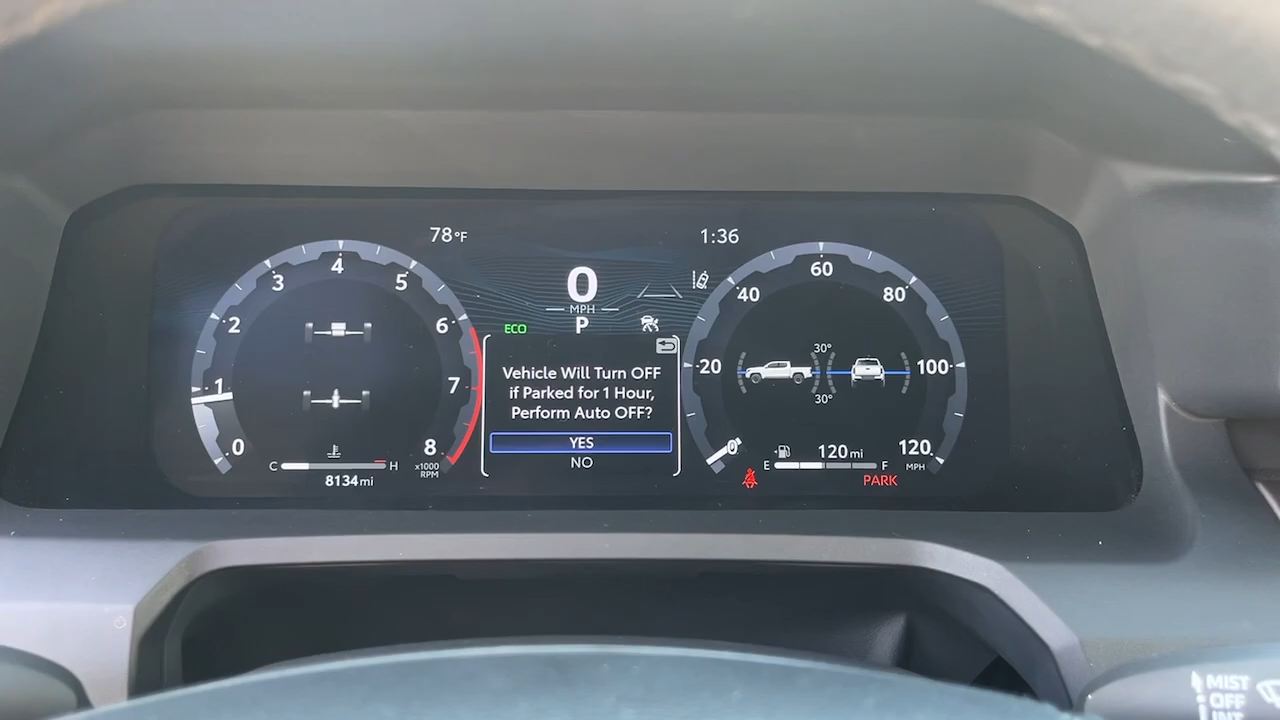 78°F
1:36
0
MPH
P
ECO
0
1
2
3
4
5
6
7
8
x1000
RPM
C
H
8134 mi
Vehicle Will Turn OFF
if Parked for 1 Hour,
Perform Auto OFF?
YES
NO
0
20
40
60
80
100
120
MPH
30°
30°
E
F
120 mi
PARK
MIST
OFF
INT